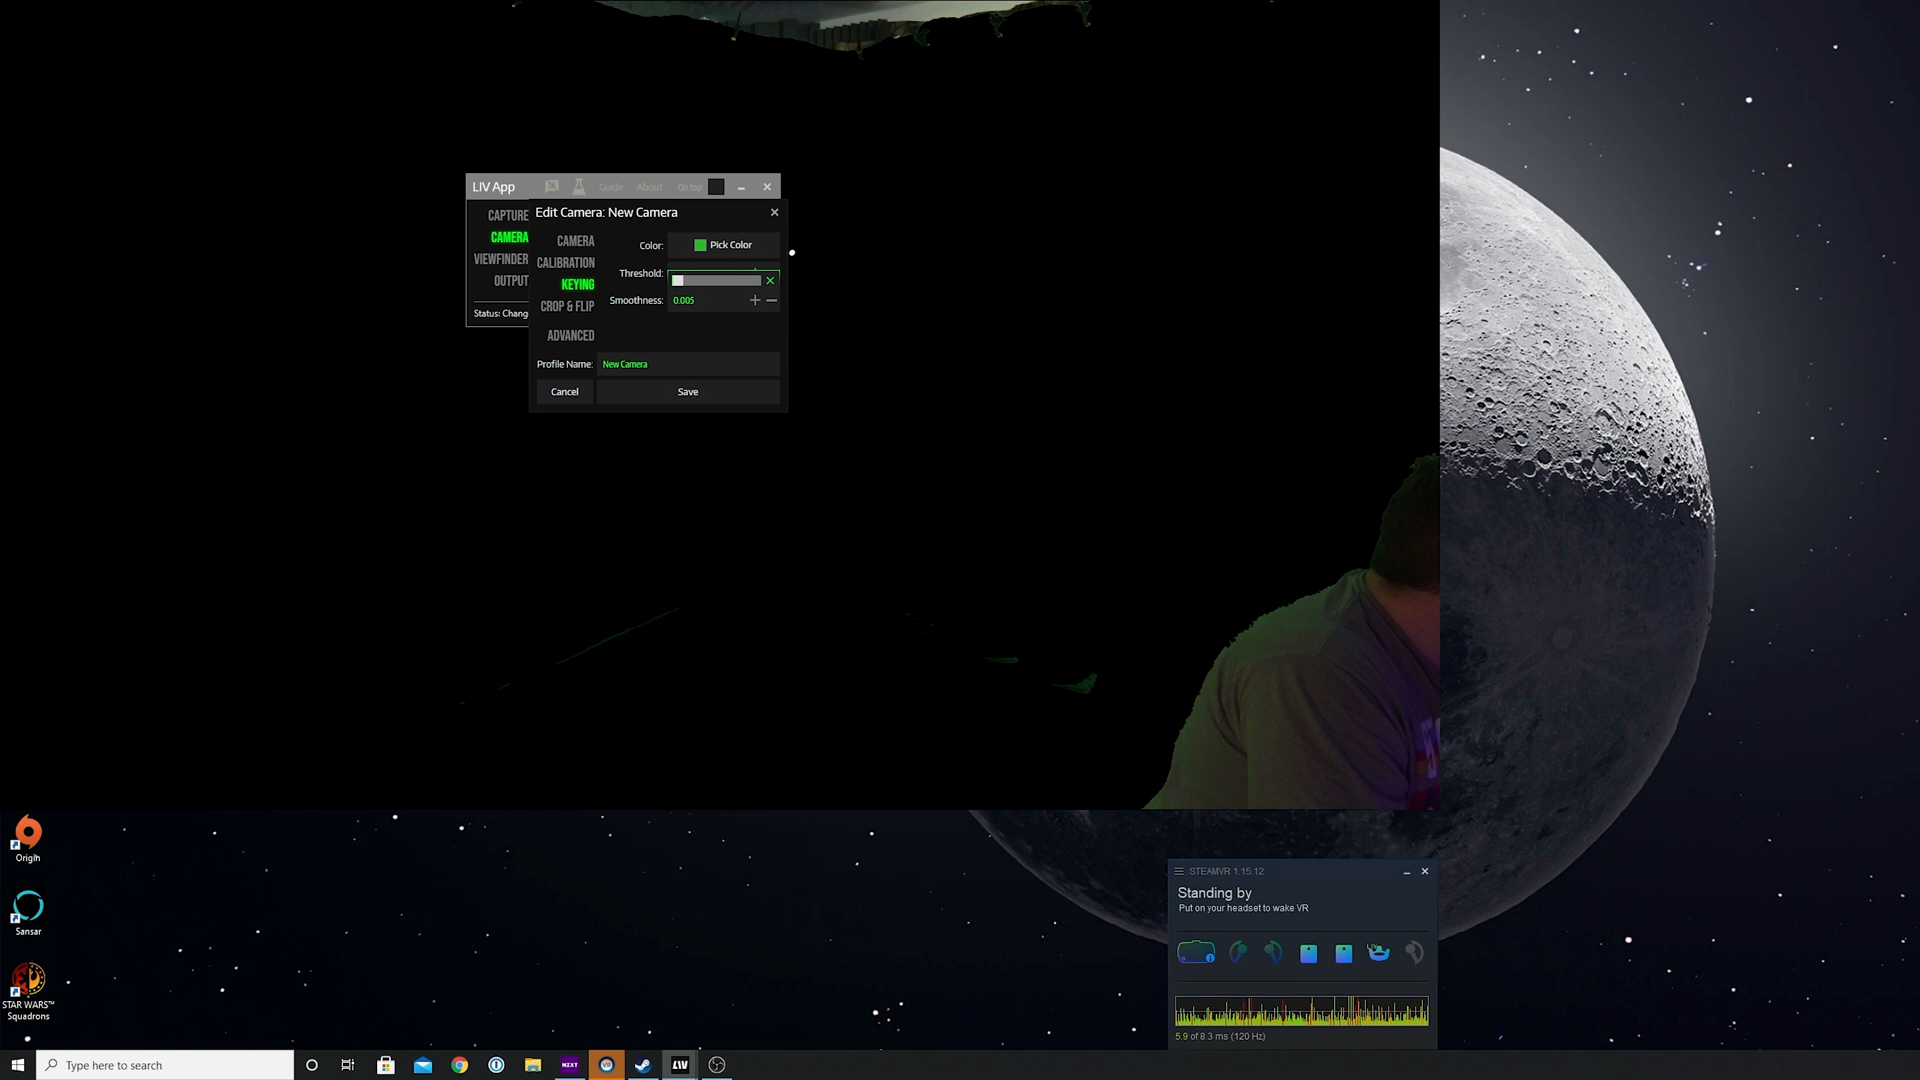 LIV App
Guide
About
On top
CAPTURE
CAMERA
VIEWFINDER
OUTPUT
Status: Chang
Edit Camera: New Camera
CAMERA
CALIBRATION
KEYING
CROP & FLIP
ADVANCED
Color:
Pick Color
Threshold:
Smoothness:
0.005
Profile Name:
New Camera
Cancel
Save
Origin
Sansar
STAR WARS™
Squadrons
STEAMVR 1.15.12
Standing by
Put on your headset to wake VR
5.9 of 8.3 ms (120 Hz)
Type here to search
NZXT
VR
LIV